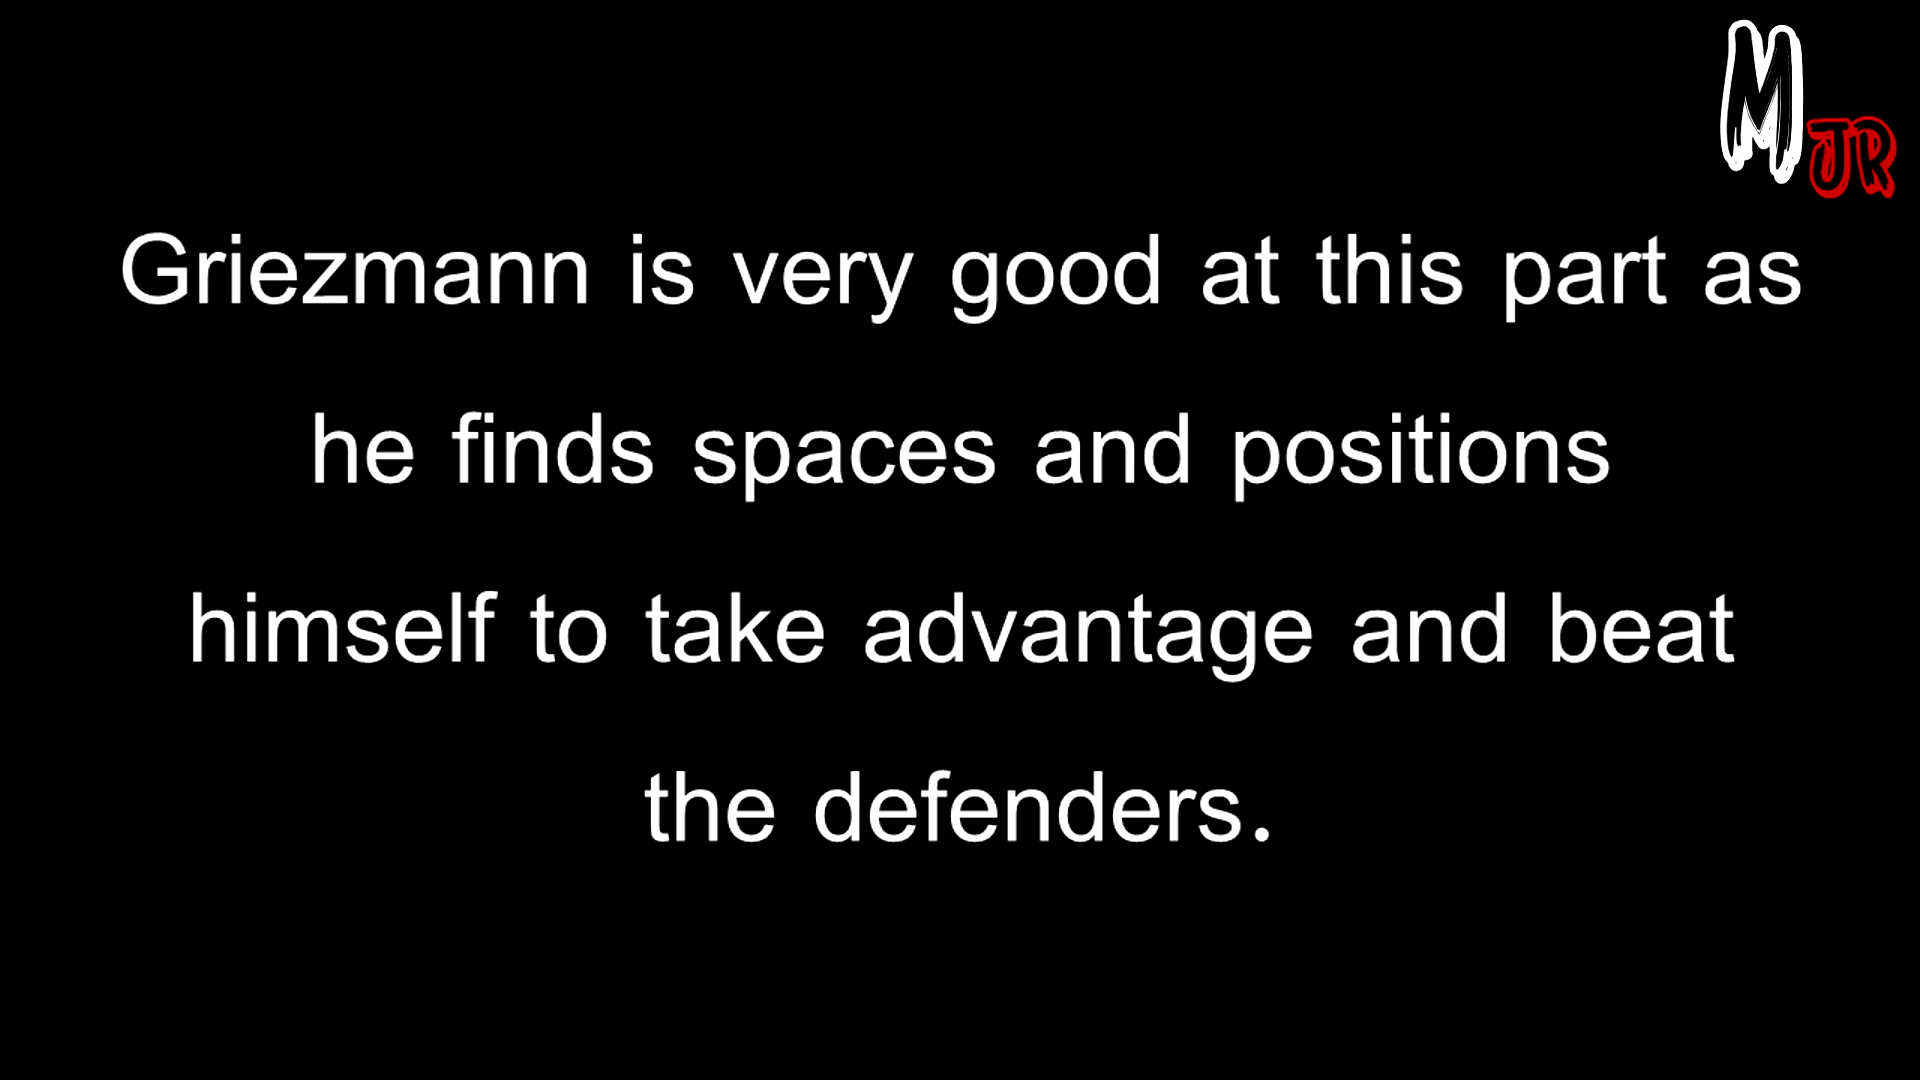 M
JR
Griezmann is very good at this part as
he finds spaces and positions
himself to take advantage and beat
the defenders.